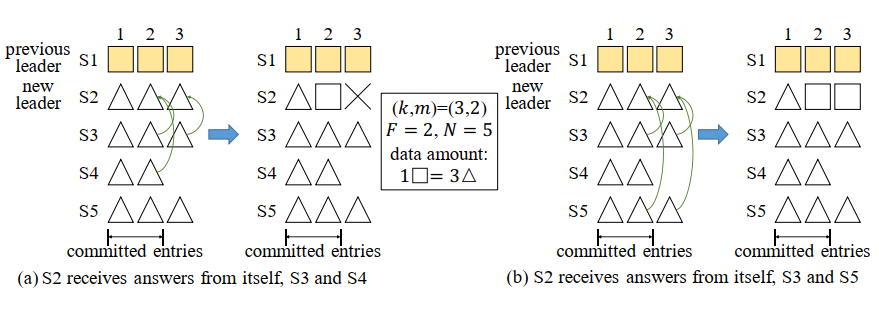 1 2 3
previous leader S1
new leader S2
S3
S4
S5
committed entries
1 2 3
S1
S2
S3
S4
S5
committed entries
(a) S2 receives answers from itself, S3 and S4
(k,m)=(3,2)
F = 2, N = 5
data amount:
1□= 3△
1 2 3
previous leader S1
new leader S2
S3
S4
S5
committed entries
1 2 3
S1
S2
S3
S4
S5
committed entries
(b) S2 receives answers from itself, S3 and S5